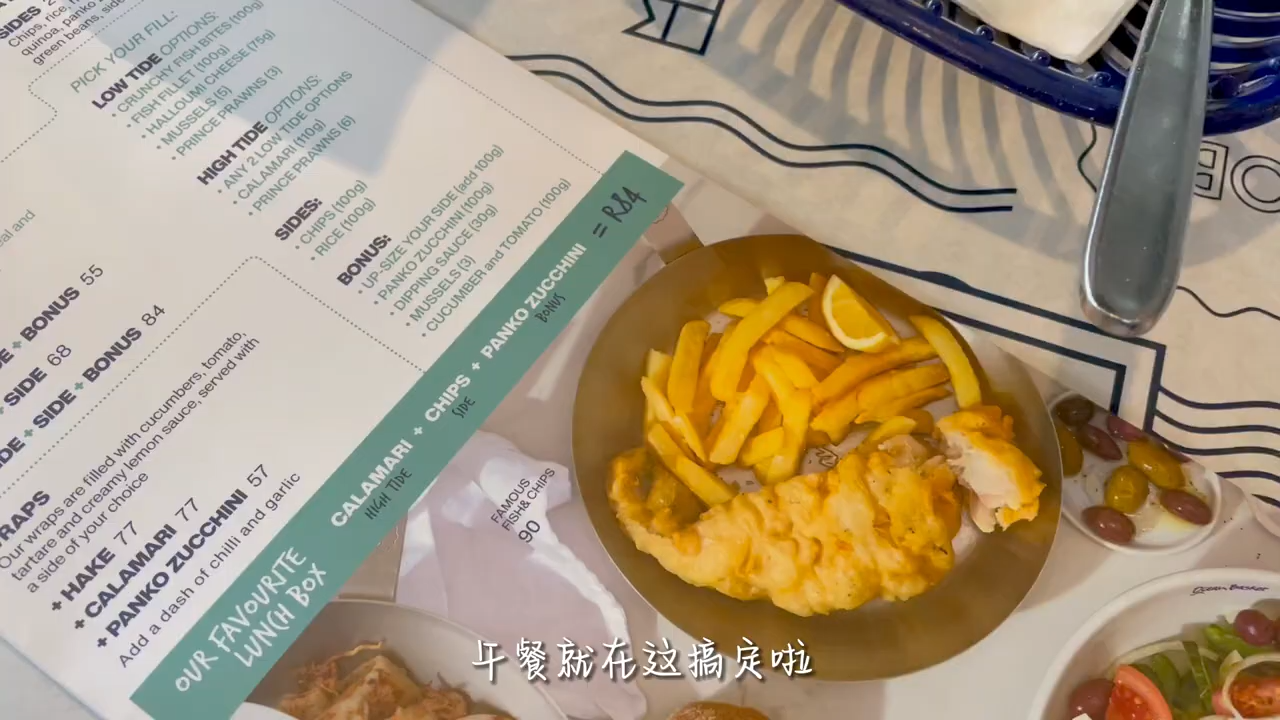 SIDES
Chips, rice,
quinoa, panko
green beans, side
PICK YOUR FILL:
LOW TIDE OPTIONS:
• CRUNCHY FISH BITES (100g)
• FISH FILLET (100g)
• HALLOUMI CHEESE (75g)
• MUSSELS (5)
• PRINCE PRAWNS (3)
HIGH TIDE OPTIONS:
• ANY 2 LOW TIDE OPTIONS
• CALAMARI (110g)
• PRINCE PRAWNS (6)
SIDES:
• CHIPS (100g)
• RICE (100g)
BONUS:
• UP-SIZE YOUR SIDE (add 100g)
• PANKO ZUCCHINI (100g)
• DIPPING SAUCE (30g)
• MUSSELS (3)
• CUCUMBER and TOMATO (100g)
and
+ BONUS 55
+ SIDE 68
+ SIDE + BONUS 84
WRAPS
Our wraps are filled with cucumbers, tomato,
tartare and creamy lemon sauce, served with
a side of your choice
+ HAKE 77
+ CALAMARI 77
+ PANKO ZUCCHINI 57
Add a dash of chilli and garlic
OUR FAVOURITE
LUNCH BOX
CALAMARI + CHIPS + PANKO ZUCCHINI = R84
HIGH TIDE SIDE BONUS
FAMOUS
FISH & CHIPS
90
ocean basket
午餐就在这搞定啦